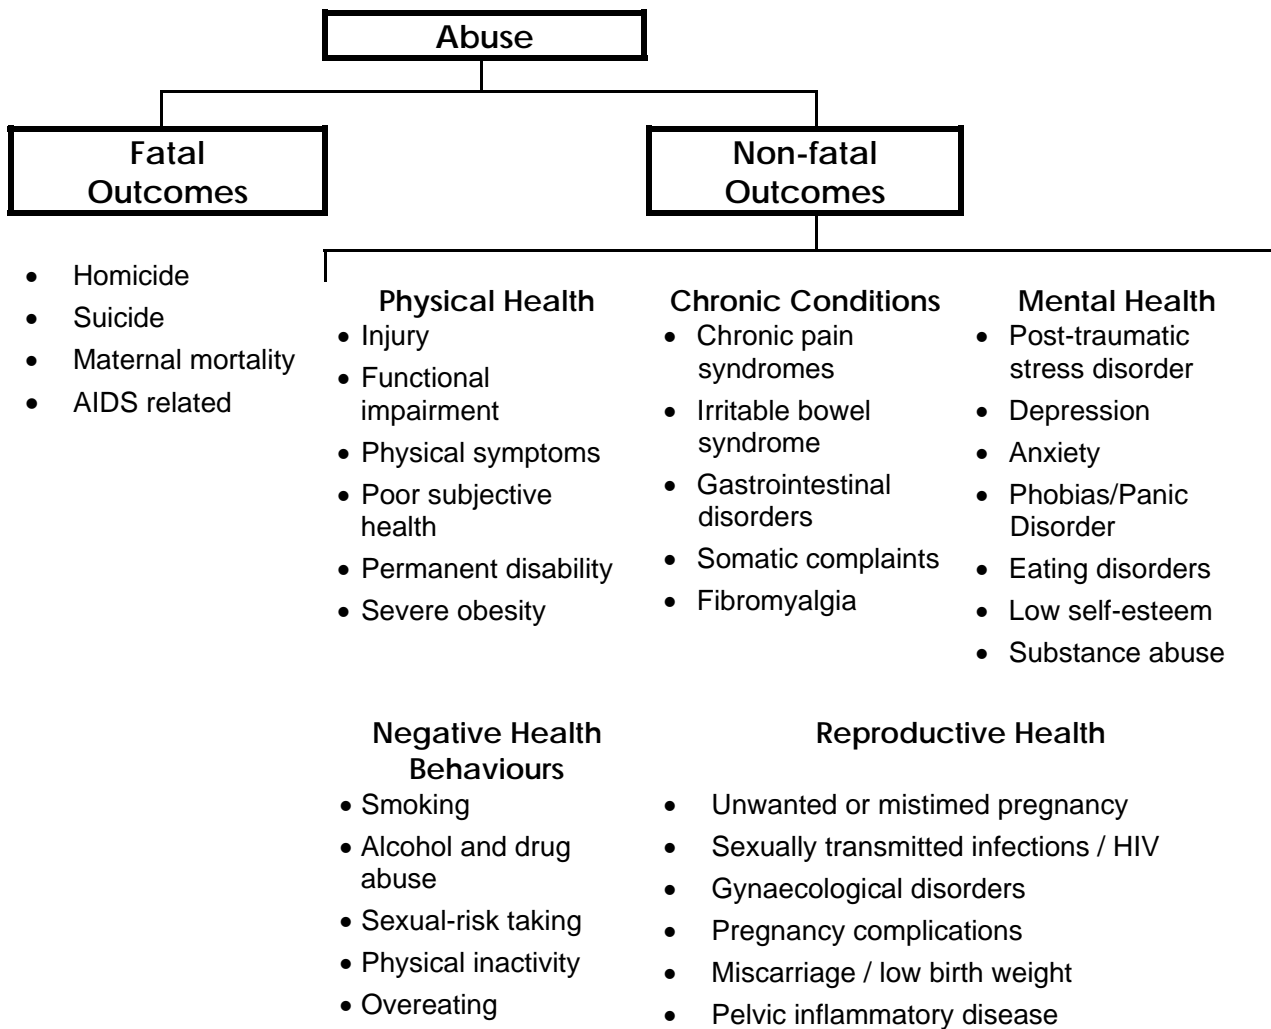 Abuse
Fatal
Outcomes
Non-fatal
Outcomes
• Homicide
• Suicide
• Maternal mortality
• AIDS related
Physical Health
• Injury
• Functional
impairment
• Physical symptoms
• Poor subjective
health
• Permanent disability
• Severe obesity
Chronic Conditions
• Chronic pain
syndromes
• Irritable bowel
syndrome
• Gastrointestinal
disorders
• Somatic complaints
• Fibromyalgia
Mental Health
• Post-traumatic
stress disorder
• Depression
• Anxiety
• Phobias/Panic
Disorder
• Eating disorders
• Low self-esteem
• Substance abuse
Negative Health
Behaviours
• Smoking
• Alcohol and drug
abuse
• Sexual-risk taking
• Physical inactivity
• Overeating
Reproductive Health
• Unwanted or mistimed pregnancy
• Sexually transmitted infections / HIV
• Gynaecological disorders
• Pregnancy complications
• Miscarriage / low birth weight
• Pelvic inflammatory disease